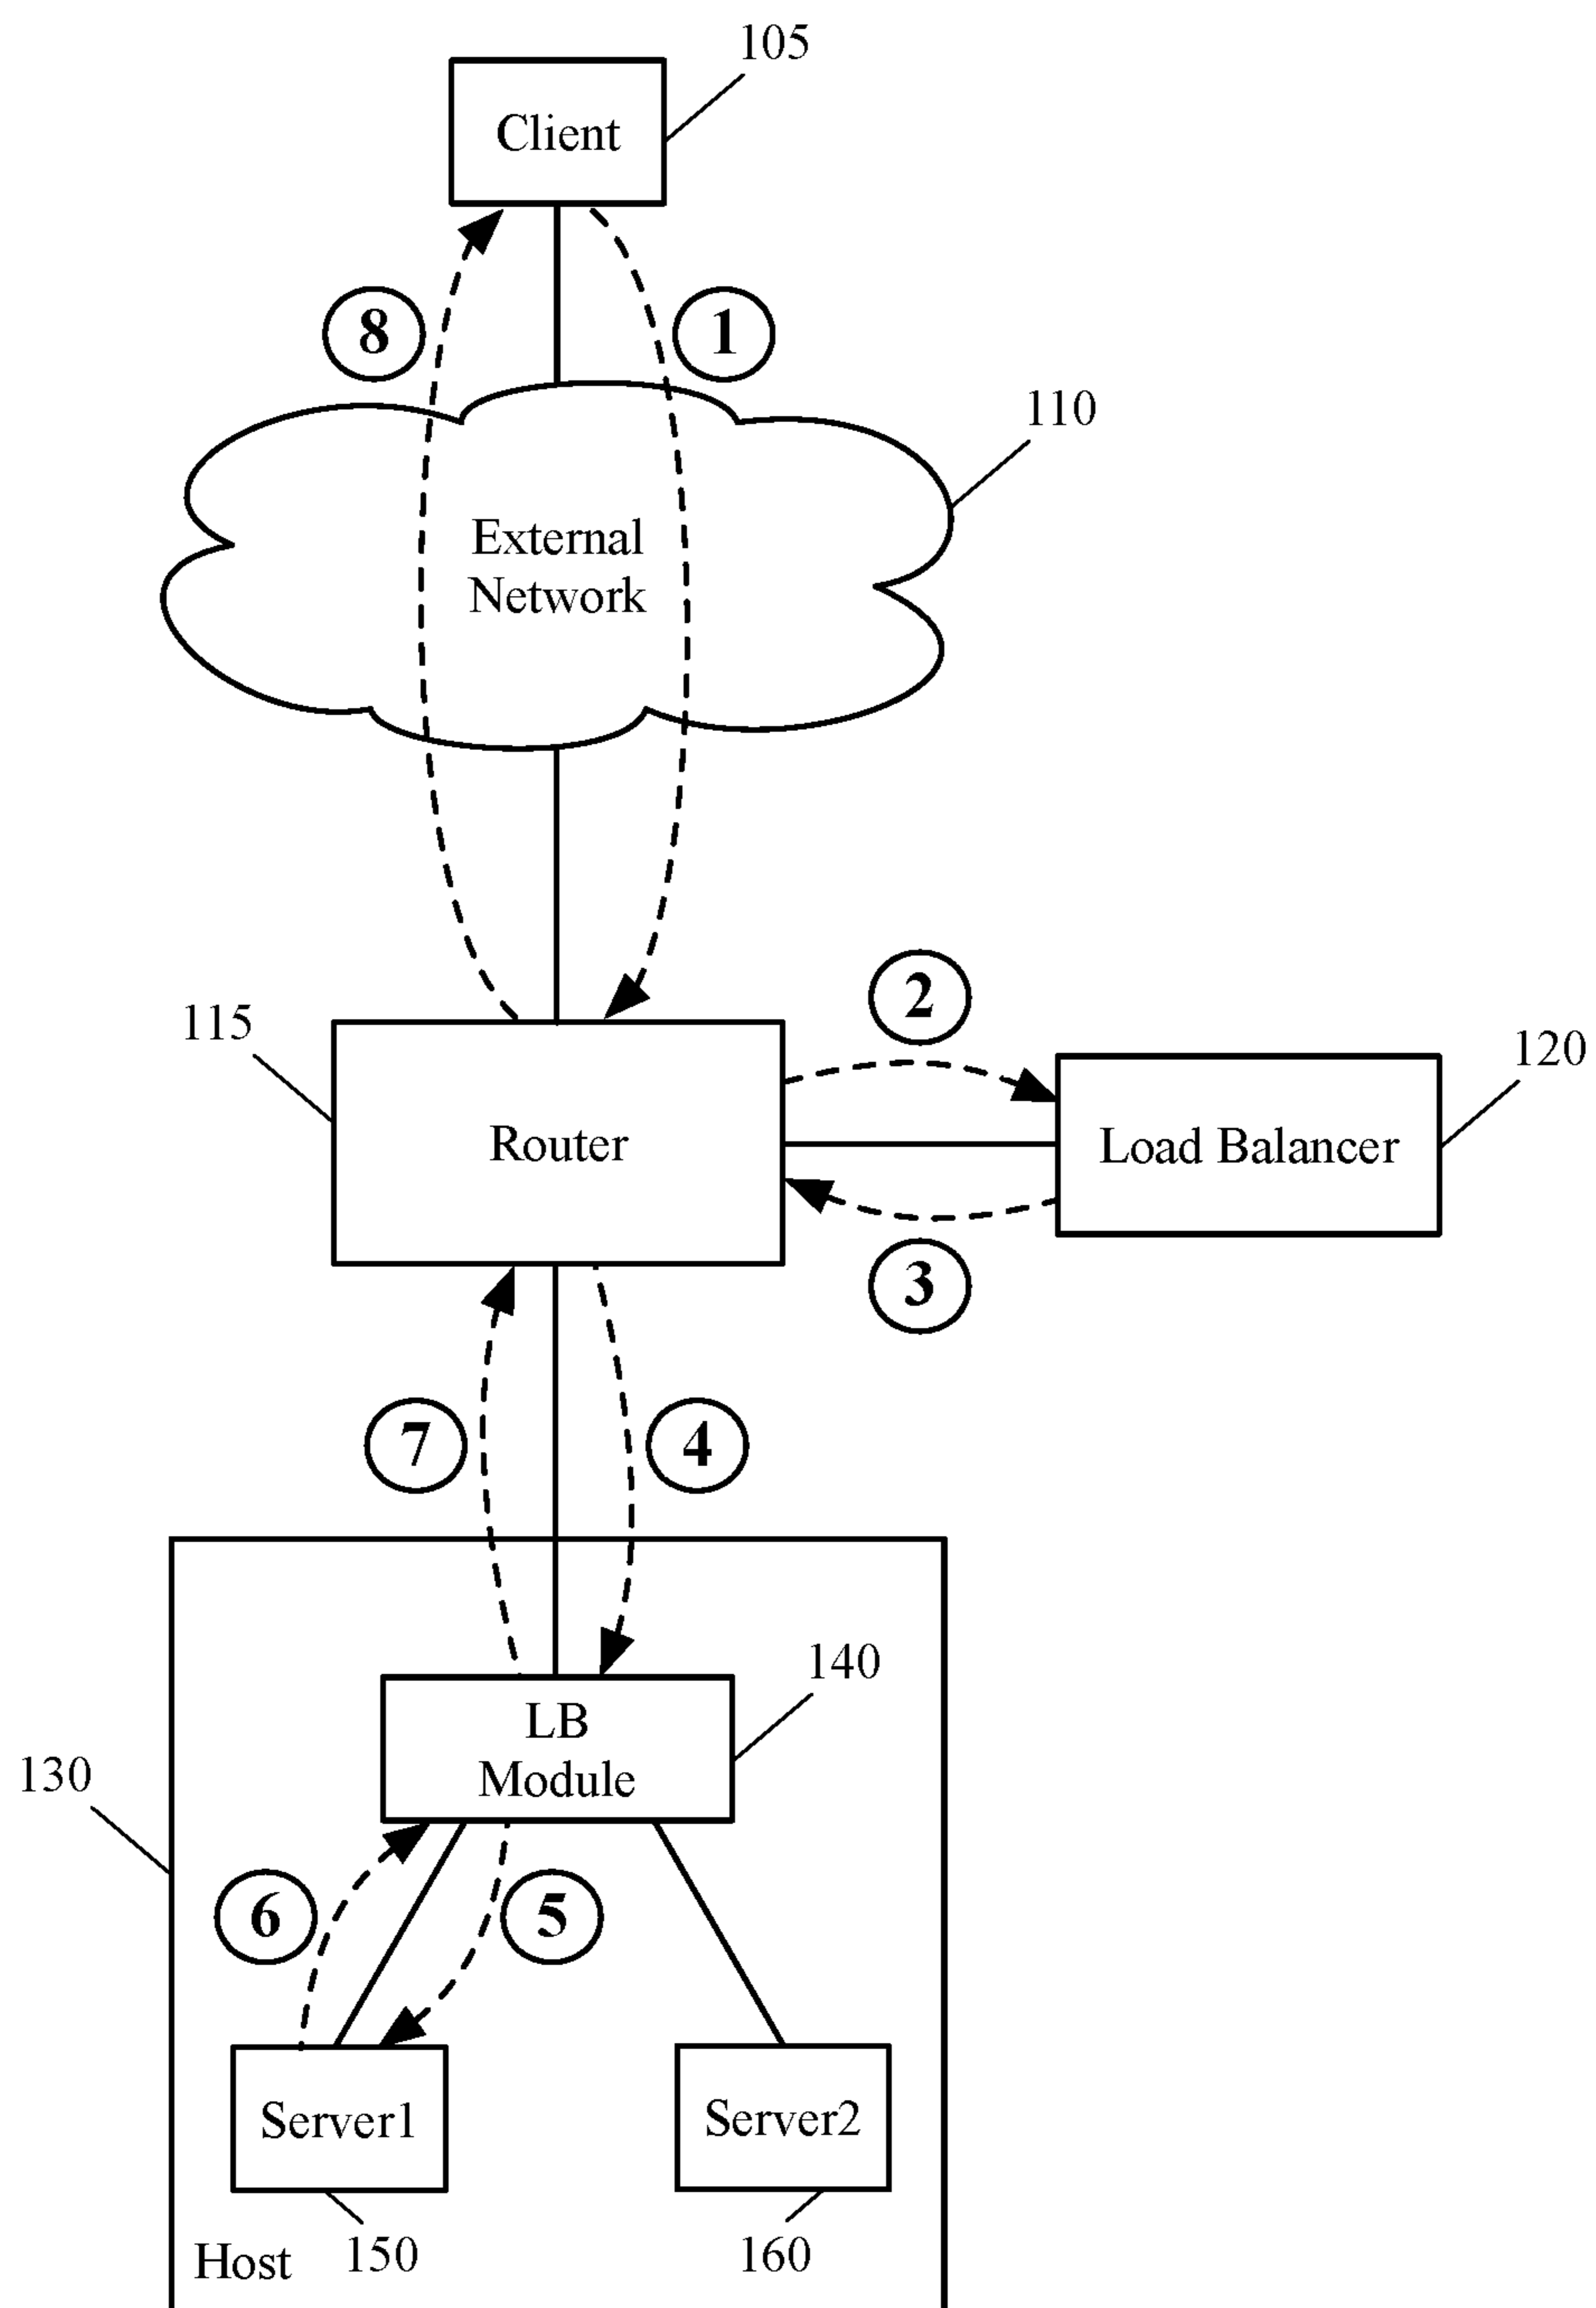 105
Client
8
1
110
External
Network
2
115
120
Router
Load Balancer
3
7
4
140
LB
Module
130
6
5
Server1
Server2
150
160
Host